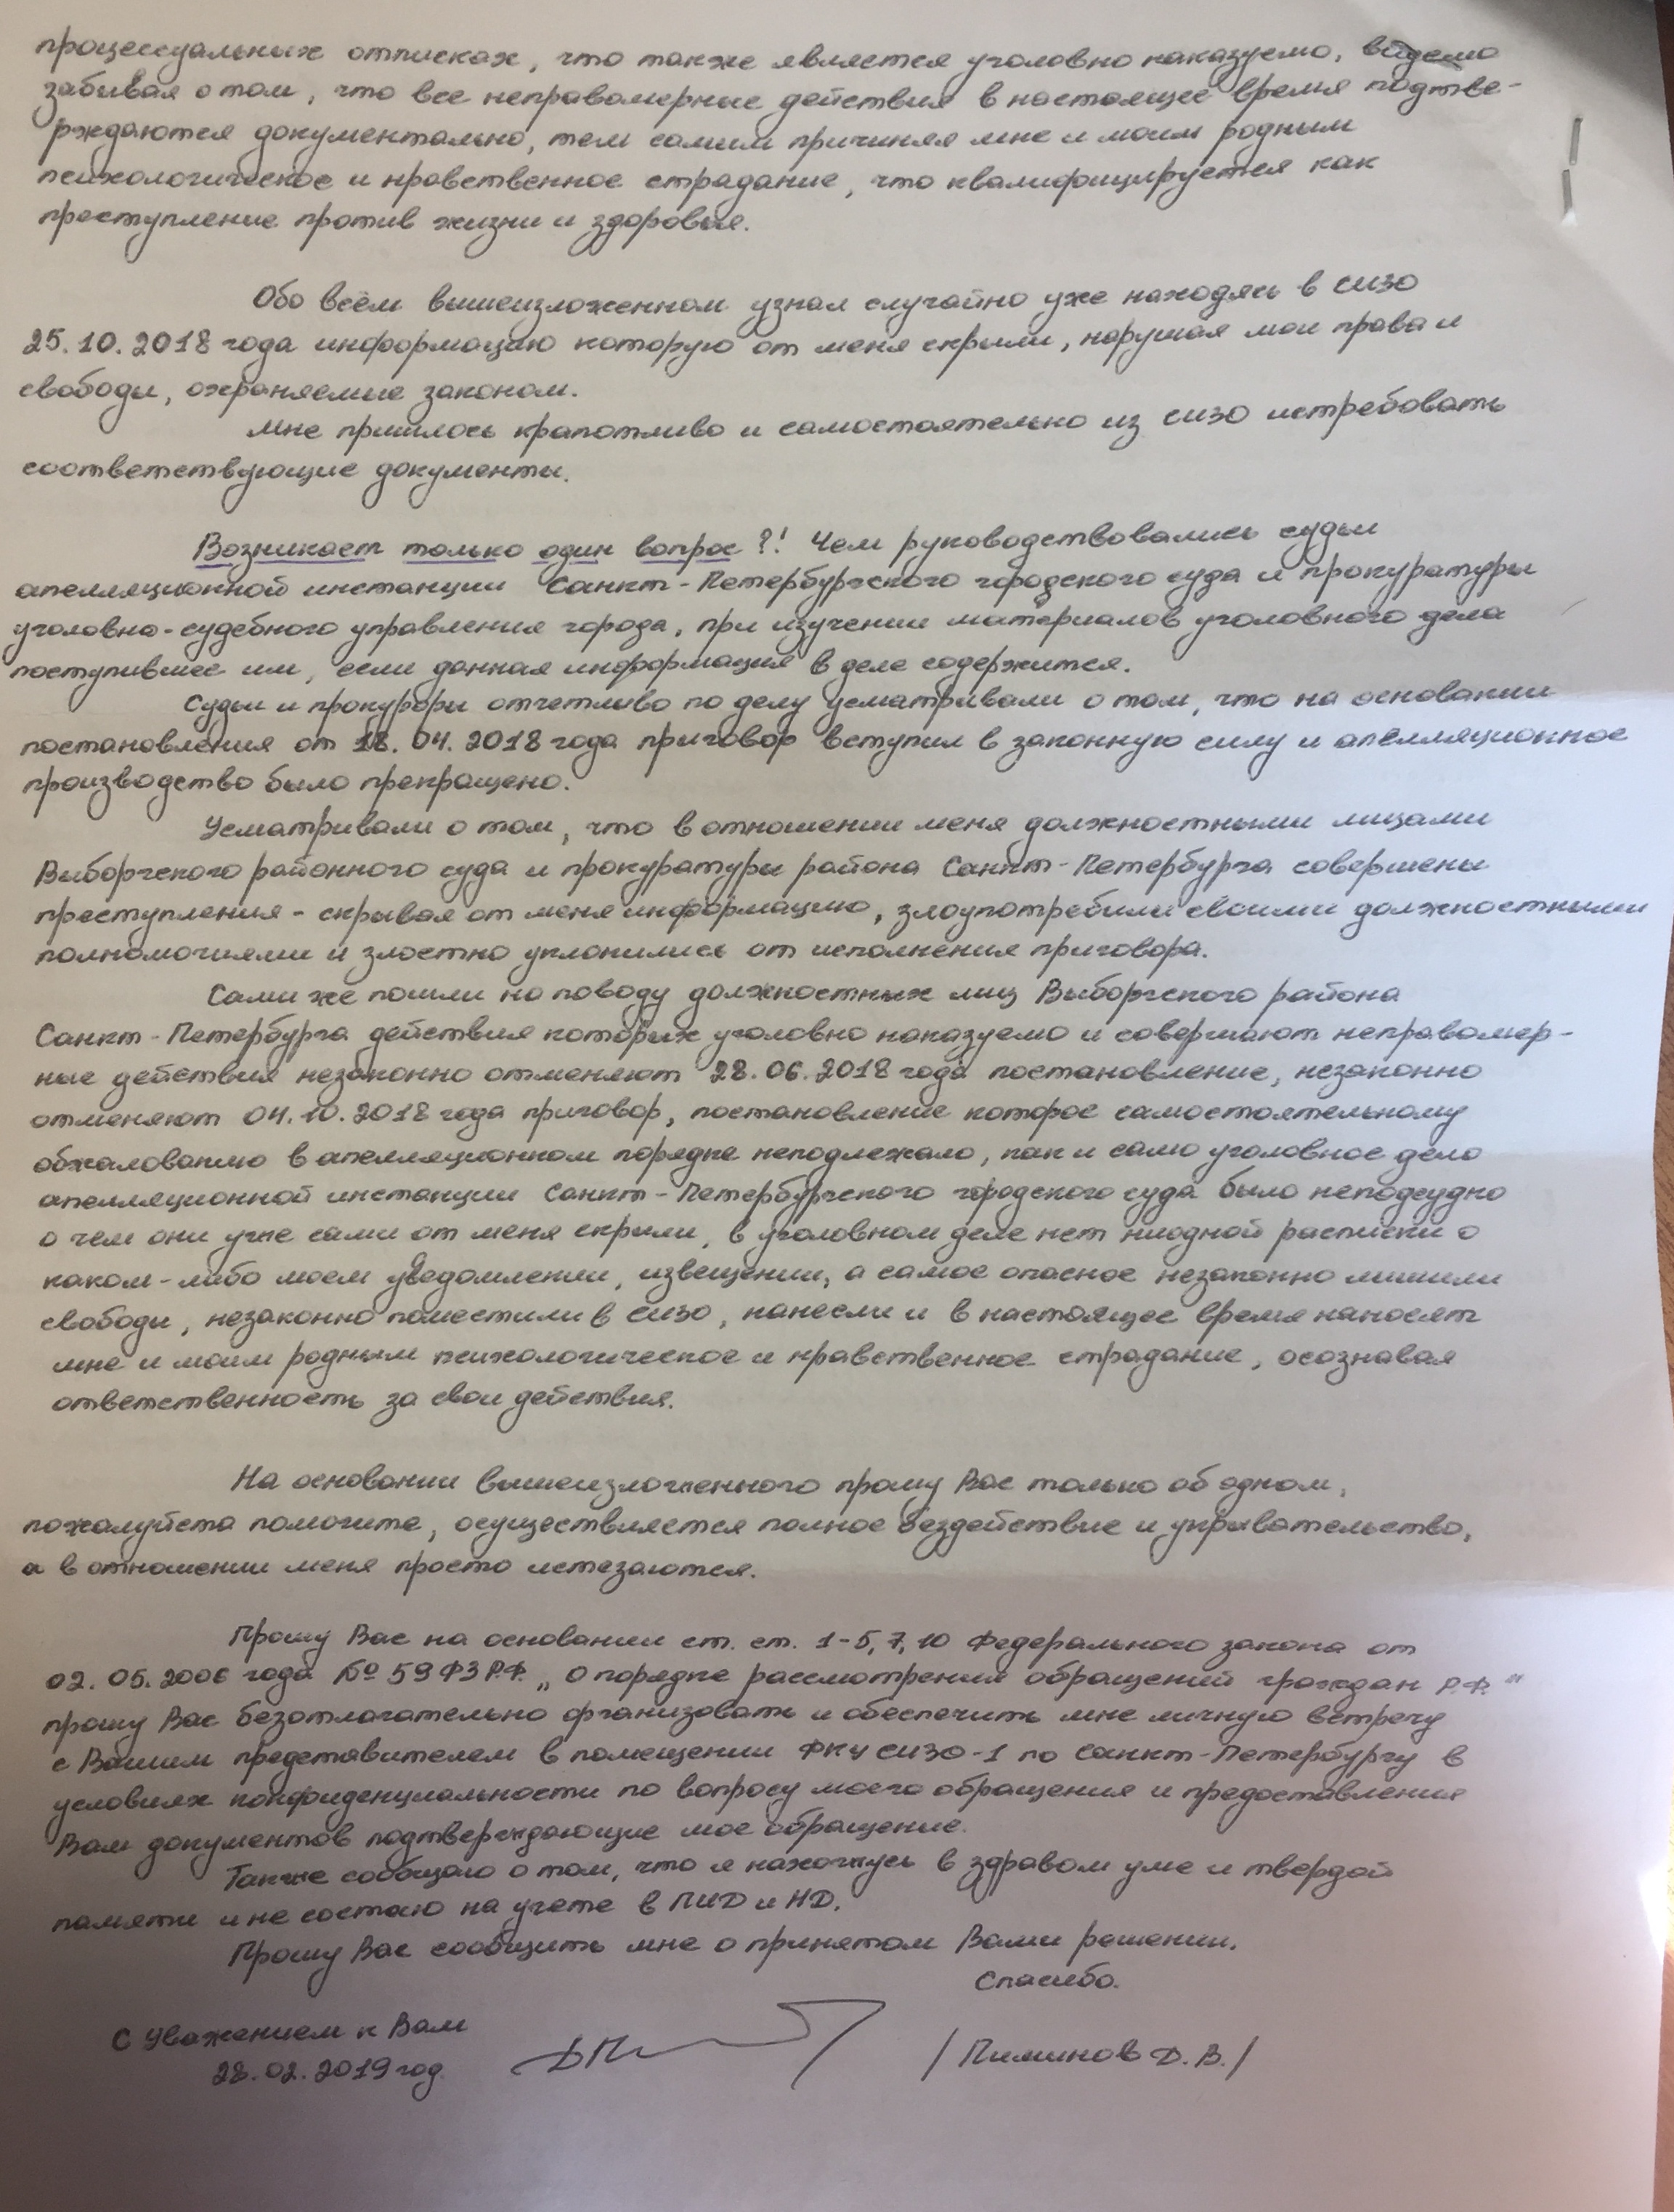 процессуальных отписках, что также является уголовно наказуемо, видемо
забывая о том, что все неправомерные действия в настоящее время подтве-
рждаются документально, тем самым причиняя мне и моим родным
психологическое и нравственное страдание, что квалифицируется как
преступление против жизни и здоровья.
Обо всём вышеизложенном узнал случайно уже находясь в сизо
25.10.2018 года информацию которую от меня скрыли, нарушая мои права и
свободы, охраняемые законом.
Мне пришлось крапотливо и самостоятельно из сизо истребовать
соответствующие документы.
Возникает только один вопрос?! Чем руководствовались судьи
апелляционной инстанции Санкт-Петербургского городского суда и прокуратуры
уголовно-судебного управления города, при изучении материалов уголовного дела
поступившее им, если данная информация в деле содержится.
Судьи и прокуроры отчетливо по делу усматривали о том, что на основании
постановления от 18.04.2018 года приговор вступил в законную силу и апелляционное
производство было прекращено.
Усматривали о том, что в отношении меня должностными лицами
Выборгского районного суда и прокуратуры района Санкт-Петербурга совершены
преступления - скрывая от меня информацию, злоупотребили своими должностными
полномочиями и злостно уклонились от исполнения приговора.
Сами же пошли на поводу должностных лиц Выборгского района
Санкт-Петербурга действия которых уголовно наказуемо и совершают неправомер-
ные действия незаконно отменяют 28.06.2018 года постановление, незаконно
отменяют 04.10.2018 года приговор, постановление которое самостоятельному
обжалованию в апелляционном порядке неподлежало, как и само уголовное дело
апелляционной инстанции Санкт-Петербургского городского суда было неподсудно
о чем они уже сами от меня скрыли, в уголовном деле нет ниодной расписки о
каком-либо моем уведомлении, извещении, а самое опасное незаконно лишили
свободы, незаконно поместили в сизо, нанесли и в настоящее время наносят
мне и моим родным психологическое и нравственное страдание, осознавая
ответственность за свои действия.
На основании вышеизложенного прошу Вас только об одном,
пожалуйста помогите, осуществляется полное бездействие и укрывательство,
а в отношении меня просто истезаются.
Прошу Вас на основании ст. ст. 1-5, 7, 10 Федерального закона от
02.05.2006 года № 59 ФЗ Р.Ф. „О порядке рассмотрения обращений граждан Р.Ф."
прошу Вас безотлагательно организовать и обеспечить мне личную встречу
с Вашим представителем в помещении ФКУ СИЗО-1 по Санкт-Петербургу в
условиях конфиденциальности по вопросу моего обращения и предоставления
Вам документов подтверждающие мое обращение.
Также сообщаю о том, что я нахожусь в здравом уме и твердой
памяти и не состаю на учете в ПНД и НД.
Прошу Вас сообщить мне о принятом Вами решении.
Спасибо.
С Уважением к Вам
28.02.2019 год. /Пиминов Д.В./